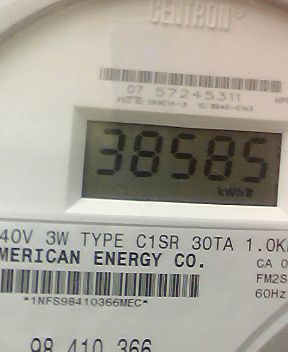 CENTRON®
07 57245311
38585
kWh
40V 3W TYPE C1SR 30TA 1.0K
MERICAN ENERGY CO.
CA 0
FM2S
*1NFS98410366MEC*
60Hz
98 410 366